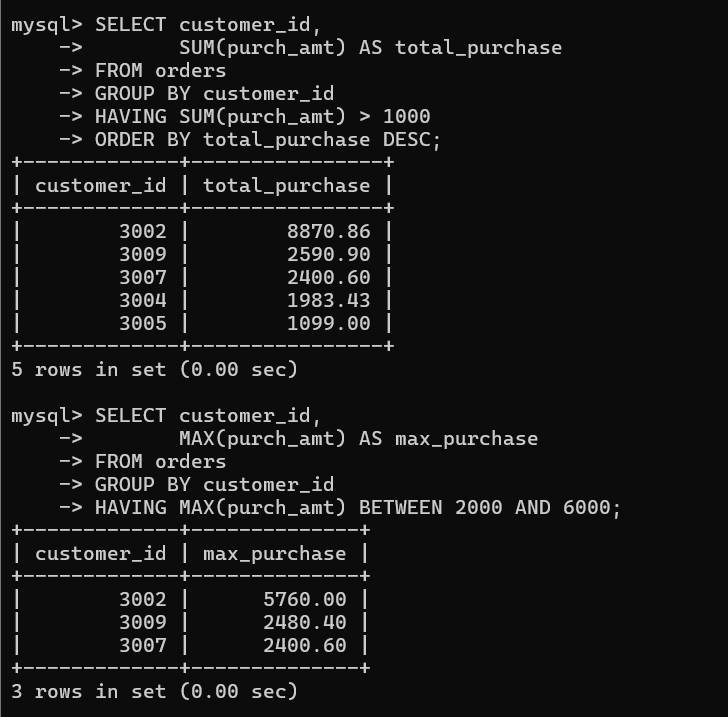 mysql> SELECT customer_id,
    ->        SUM(purch_amt) AS total_purchase
    -> FROM orders
    -> GROUP BY customer_id
    -> HAVING SUM(purch_amt) > 1000
    -> ORDER BY total_purchase DESC;
+-------------+----------------+
| customer_id | total_purchase |
+-------------+----------------+
|        3002 |        8870.86 |
|        3009 |        2590.90 |
|        3007 |        2400.60 |
|        3004 |        1983.43 |
|        3005 |        1099.00 |
+-------------+----------------+
5 rows in set (0.00 sec)

mysql> SELECT customer_id,
    ->        MAX(purch_amt) AS max_purchase
    -> FROM orders
    -> GROUP BY customer_id
    -> HAVING MAX(purch_amt) BETWEEN 2000 AND 6000;
+-------------+--------------+
| customer_id | max_purchase |
+-------------+--------------+
|        3002 |      5760.00 |
|        3009 |      2480.40 |
|        3007 |      2400.60 |
+-------------+--------------+
3 rows in set (0.00 sec)